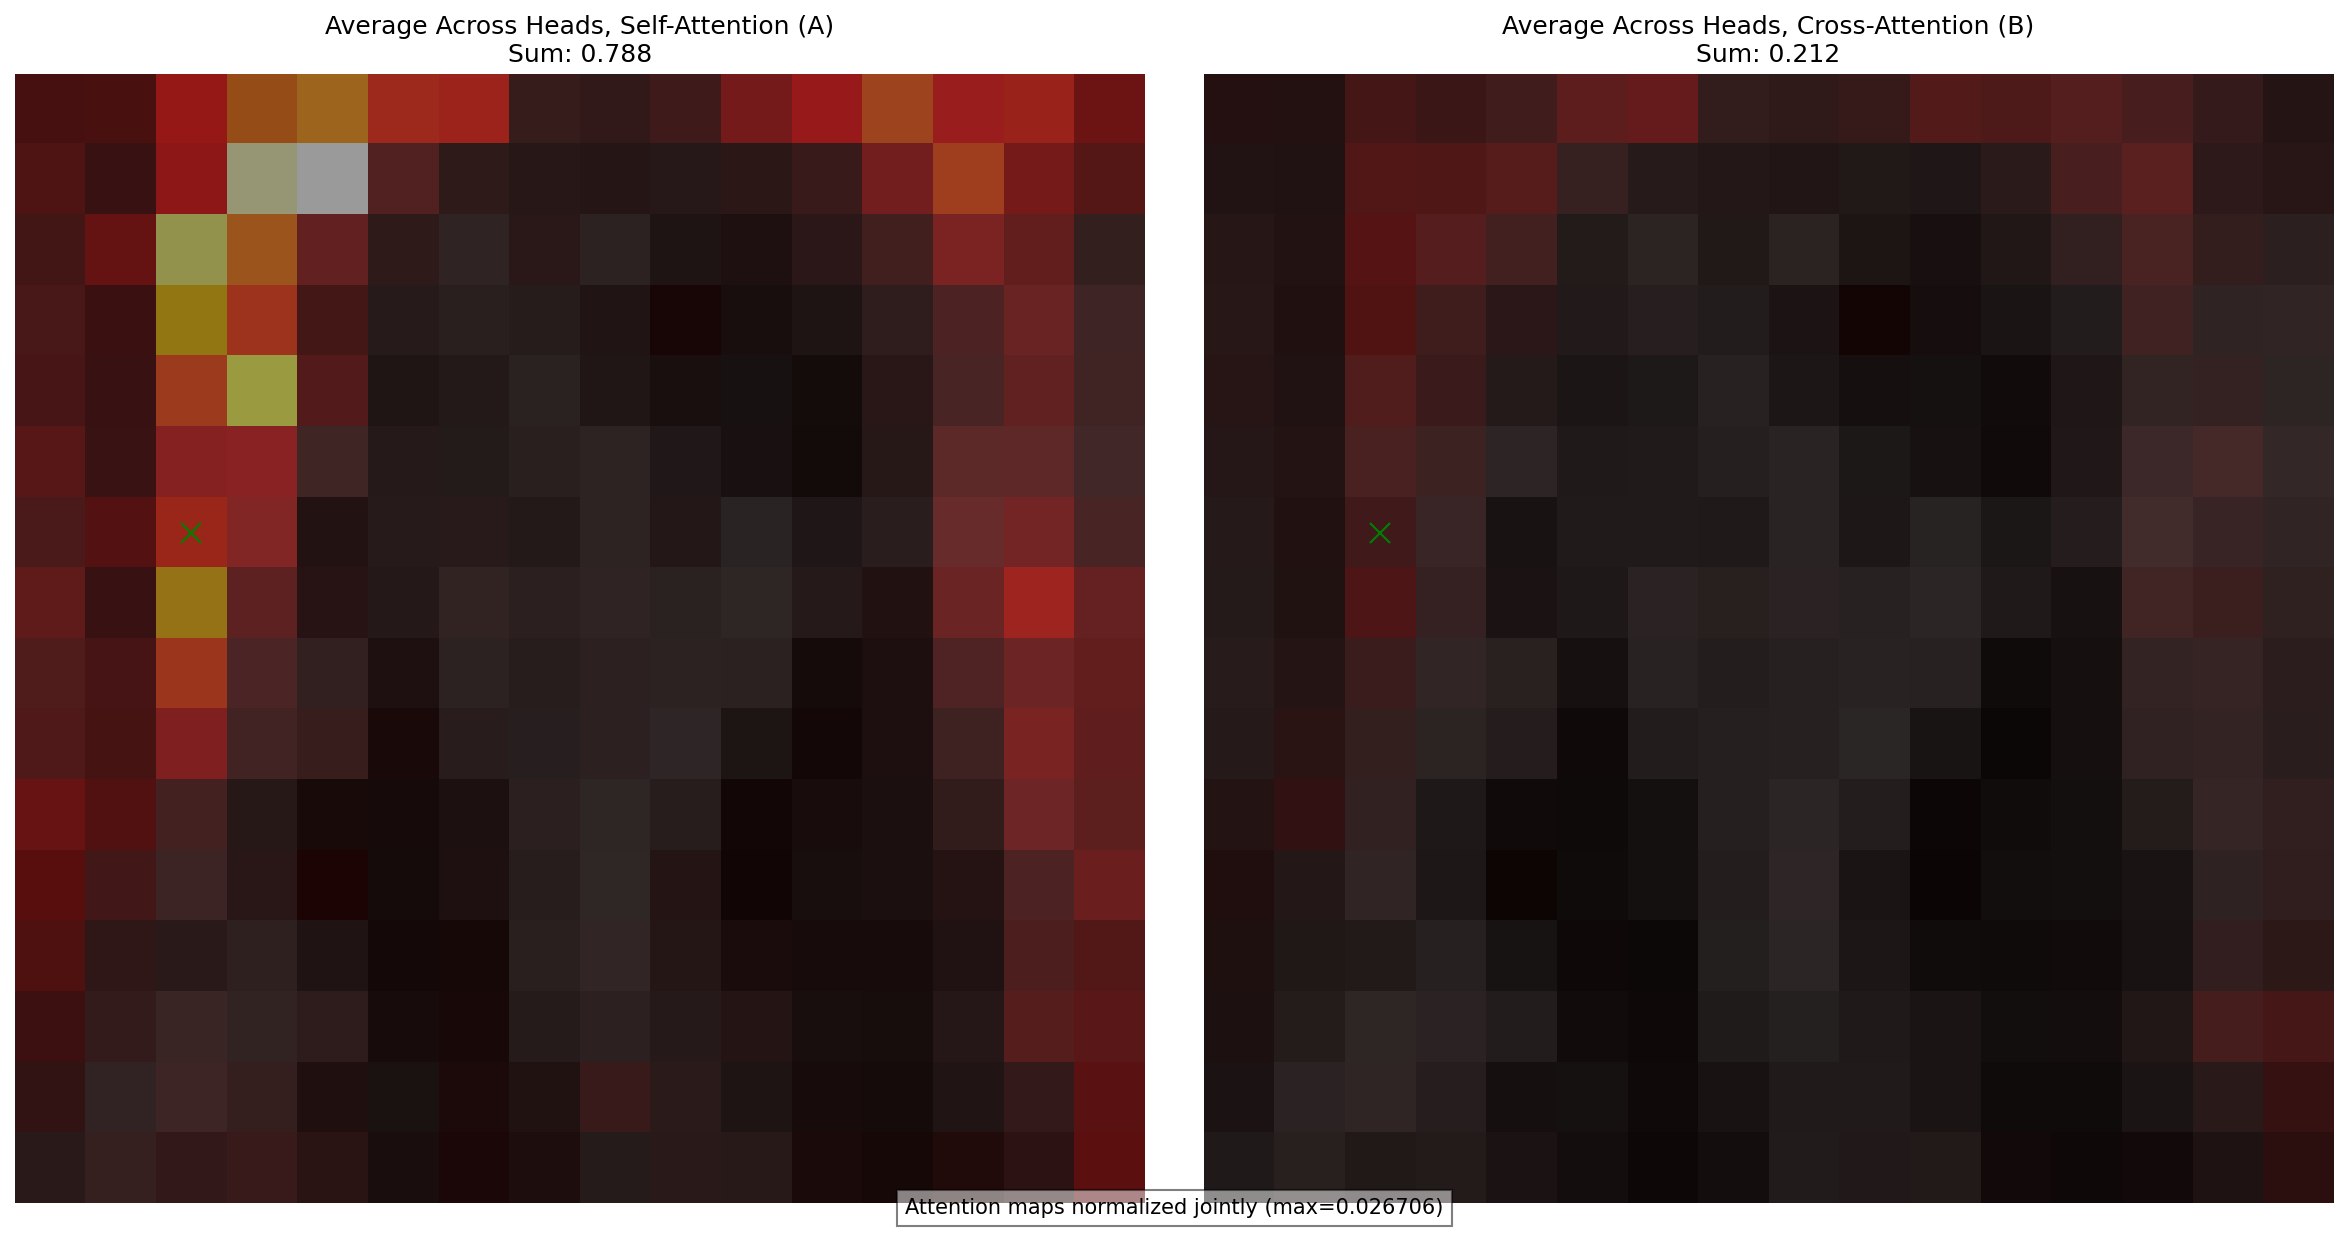 Average Across Heads, Self-Attention (A)
Sum: 0.788
Average Across Heads, Cross-Attention (B)
Sum: 0.212
Attention maps normalized jointly (max=0.026706)